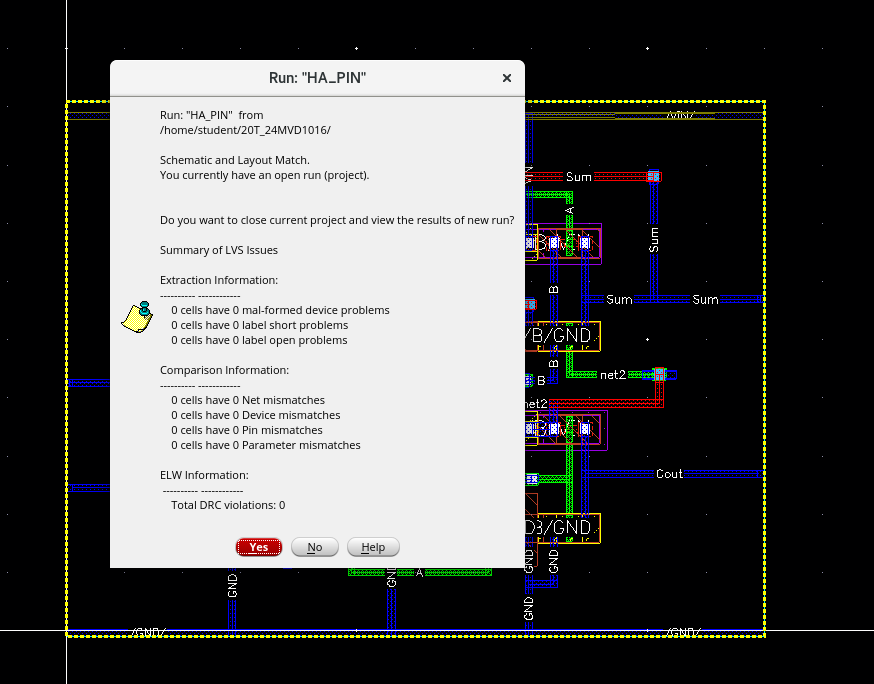 Run: "HA_PIN"
Run: "HA_PIN" from
/home/student/20T_24MVD1016/
Schematic and Layout Match.
You currently have an open run (project).
Do you want to close current project and view the results of new run?
Summary of LVS Issues
Extraction Information:
---------- ------------
0 cells have 0 mal-formed device problems
0 cells have 0 label short problems
0 cells have 0 label open problems
Comparison Information:
---------- ------------
0 cells have 0 Net mismatches
0 cells have 0 Device mismatches
0 cells have 0 Pin mismatches
0 cells have 0 Parameter mismatches
ELW Information:
---------- ------------
Total DRC violations: 0
Yes No Help
Sum
A
Sum
B
Sum Sum
/B/GND
B
net2
B
net2
Cout
B/GND
GND GND
A
GND GND
GND
/GND/ /GND/